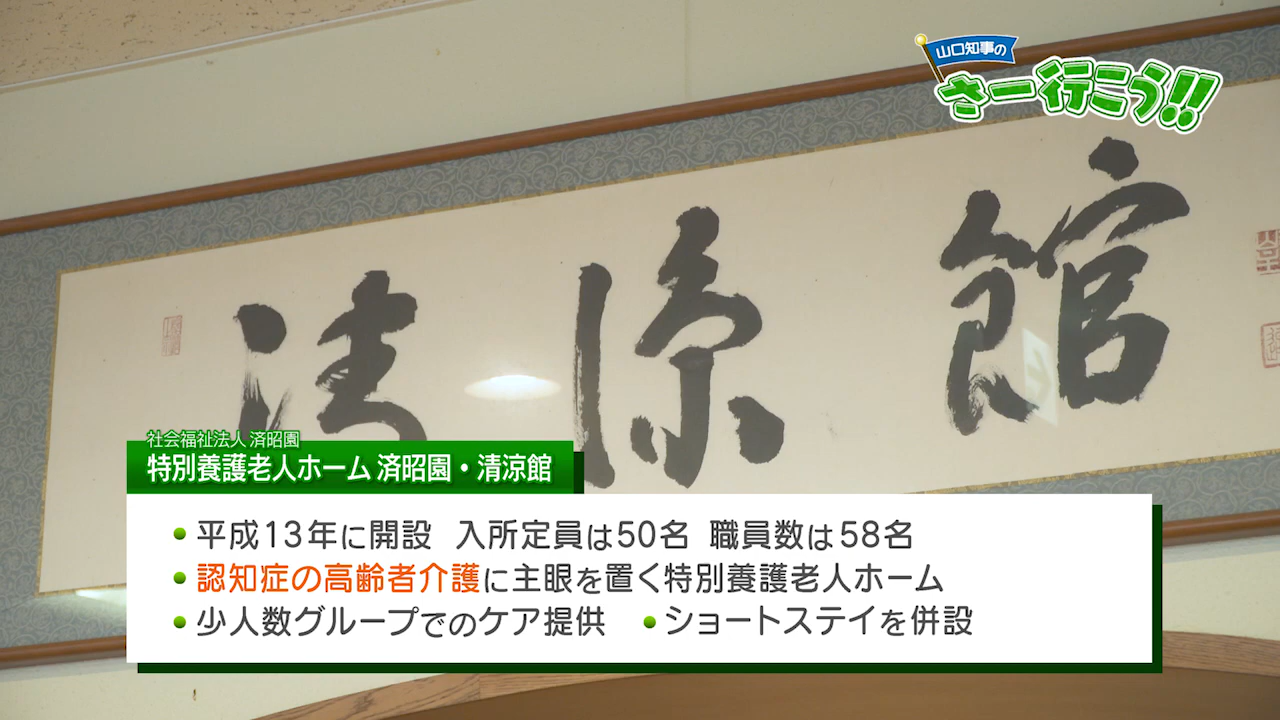 山口知事の
さー行こう!!
清涼館
社会福祉法人 済昭園
特別養護老人ホーム 済昭園・清涼館
平成13年に開設 入所定員は50名 職員数は58名
認知症の高齢者介護に主眼を置く特別養護老人ホーム
少人数グループでのケア提供 ショートステイを併設